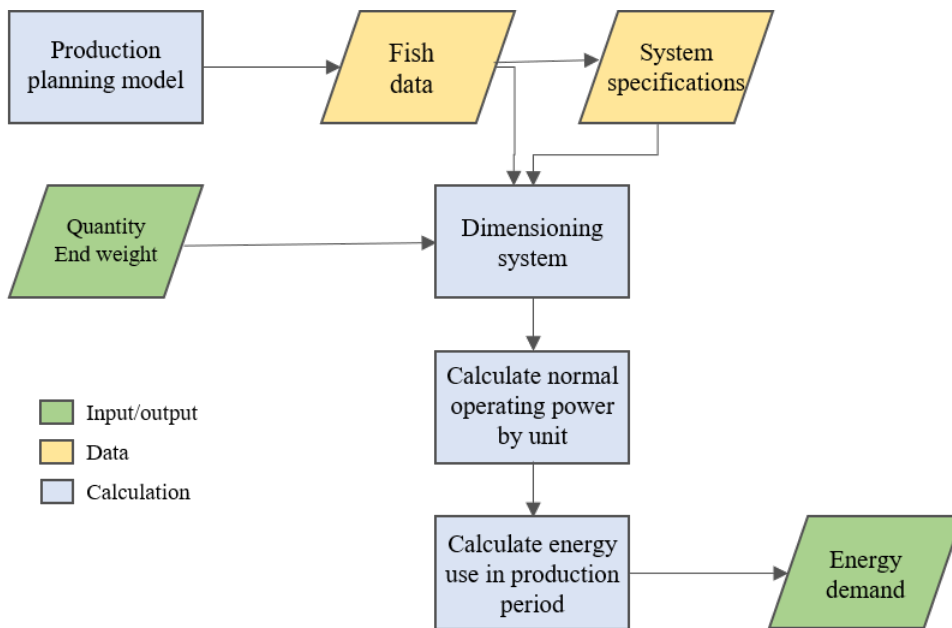 Production
planning model
Fish
data
System
specifications
Quantity
End weight
Dimensioning
system
Calculate normal
operating power
by unit
Input/output
Data
Calculation
Calculate energy
use in production
period
Energy
demand